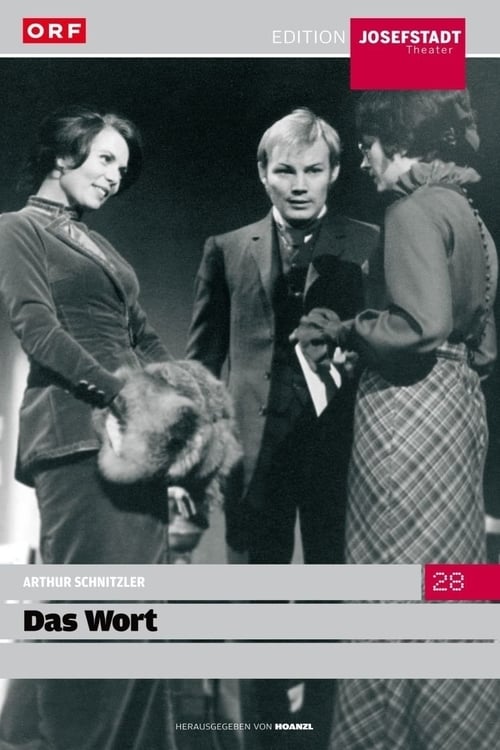 ORF
EDITION JOSEFSTADT
Theater
ARTHUR SCHNITZLER
28
Das Wort
HERAUSGEGEBEN VON HOANZL